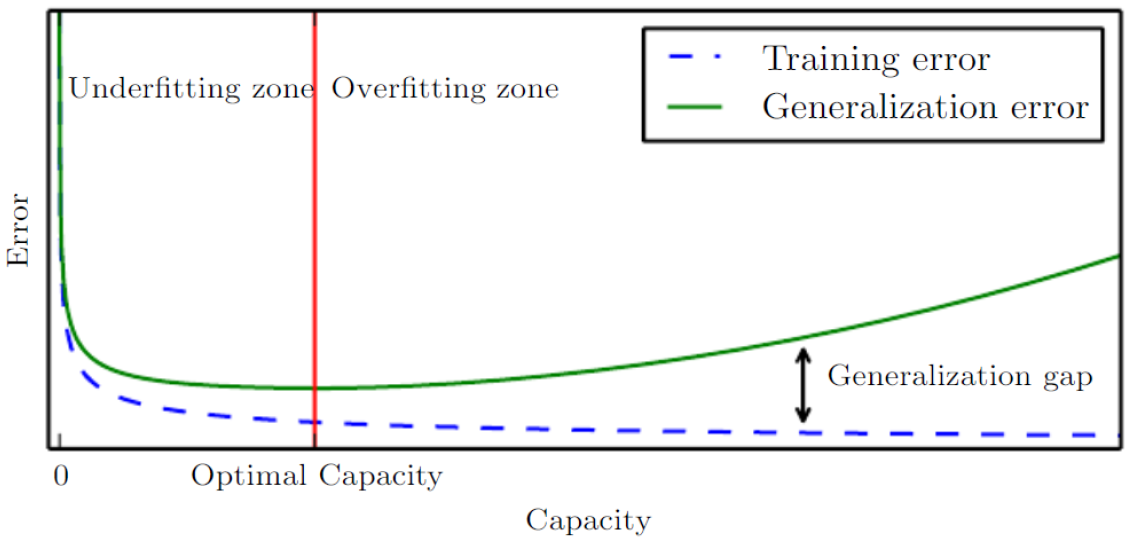 Training error
Generalization error
Underfitting zone
Overfitting zone
Error
Generalization gap
0
Optimal Capacity
Capacity